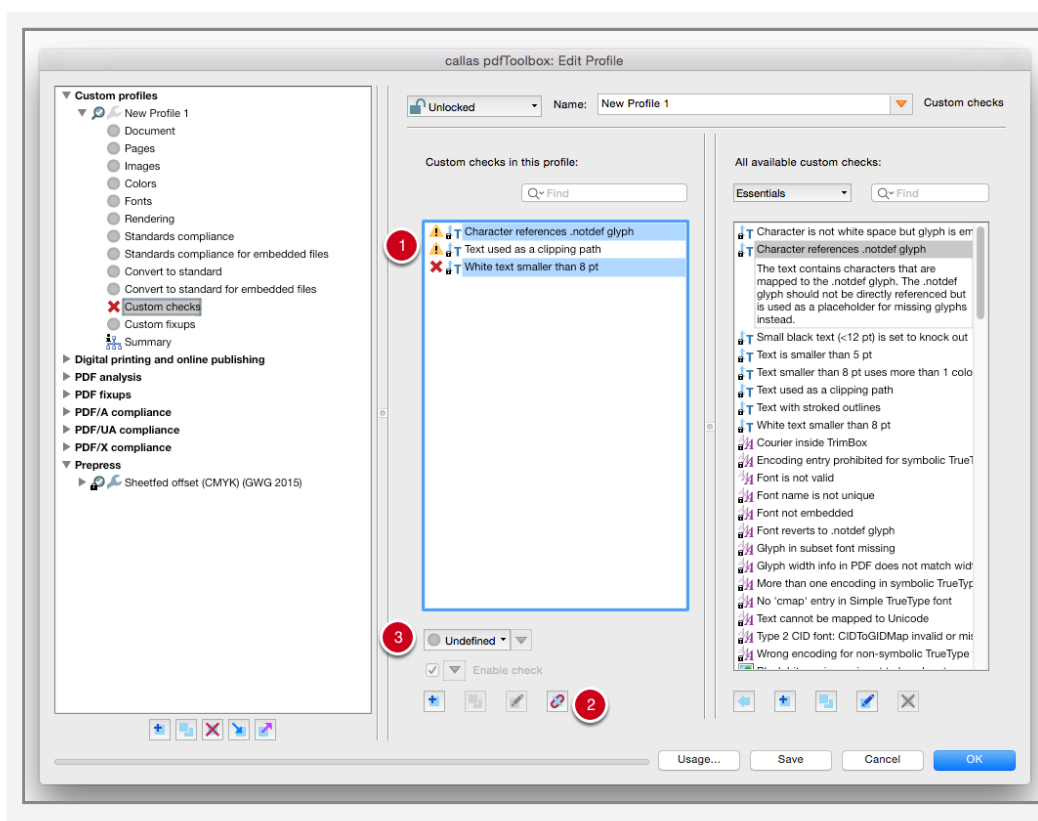 callas pdfToolbox: Edit Profile
Custom profiles
New Profile 1
Document
Pages
Images
Colors
Fonts
Rendering
Standards compliance
Standards compliance for embedded files
Convert to standard
Convert to standard for embedded files
Custom checks
Custom fixups
Summary
Digital printing and online publishing
PDF analysis
PDF fixups
PDF/A compliance
PDF/UA compliance
PDF/X compliance
Prepress
Sheetfed offset (CMYK) (GWG 2015)
Unlocked
Name:
New Profile 1
Custom checks
Custom checks in this profile:
Find
1
Character references .notdef glyph
Text used as a clipping path
White text smaller than 8 pt
3
Undefined
Enable check
2
All available custom checks:
Essentials
Find
Character is not white space but glyph is em
Character references .notdef glyph
The text contains characters that are
mapped to the .notdef glyph. The .notdef
glyph should not be directly referenced but
is used as a placeholder for missing glyphs
instead.
Small black text (<12 pt) is set to knock out
Text is smaller than 5 pt
Text smaller than 8 pt uses more than 1 colo
Text used as a clipping path
Text with stroked outlines
White text smaller than 8 pt
Courier inside TrimBox
Encoding entry prohibited for symbolic TrueT
Font is not valid
Font name is not unique
Font not embedded
Font reverts to .notdef glyph
Glyph in subset font missing
Glyph width info in PDF does not match widt
More than one encoding in symbolic TrueTyp
No 'cmap' entry in Simple TrueType font
Text cannot be mapped to Unicode
Type 2 CID font: CIDToGIDMap invalid or mis
Wrong encoding for non-symbolic TrueType
Usage...
Save
Cancel
OK